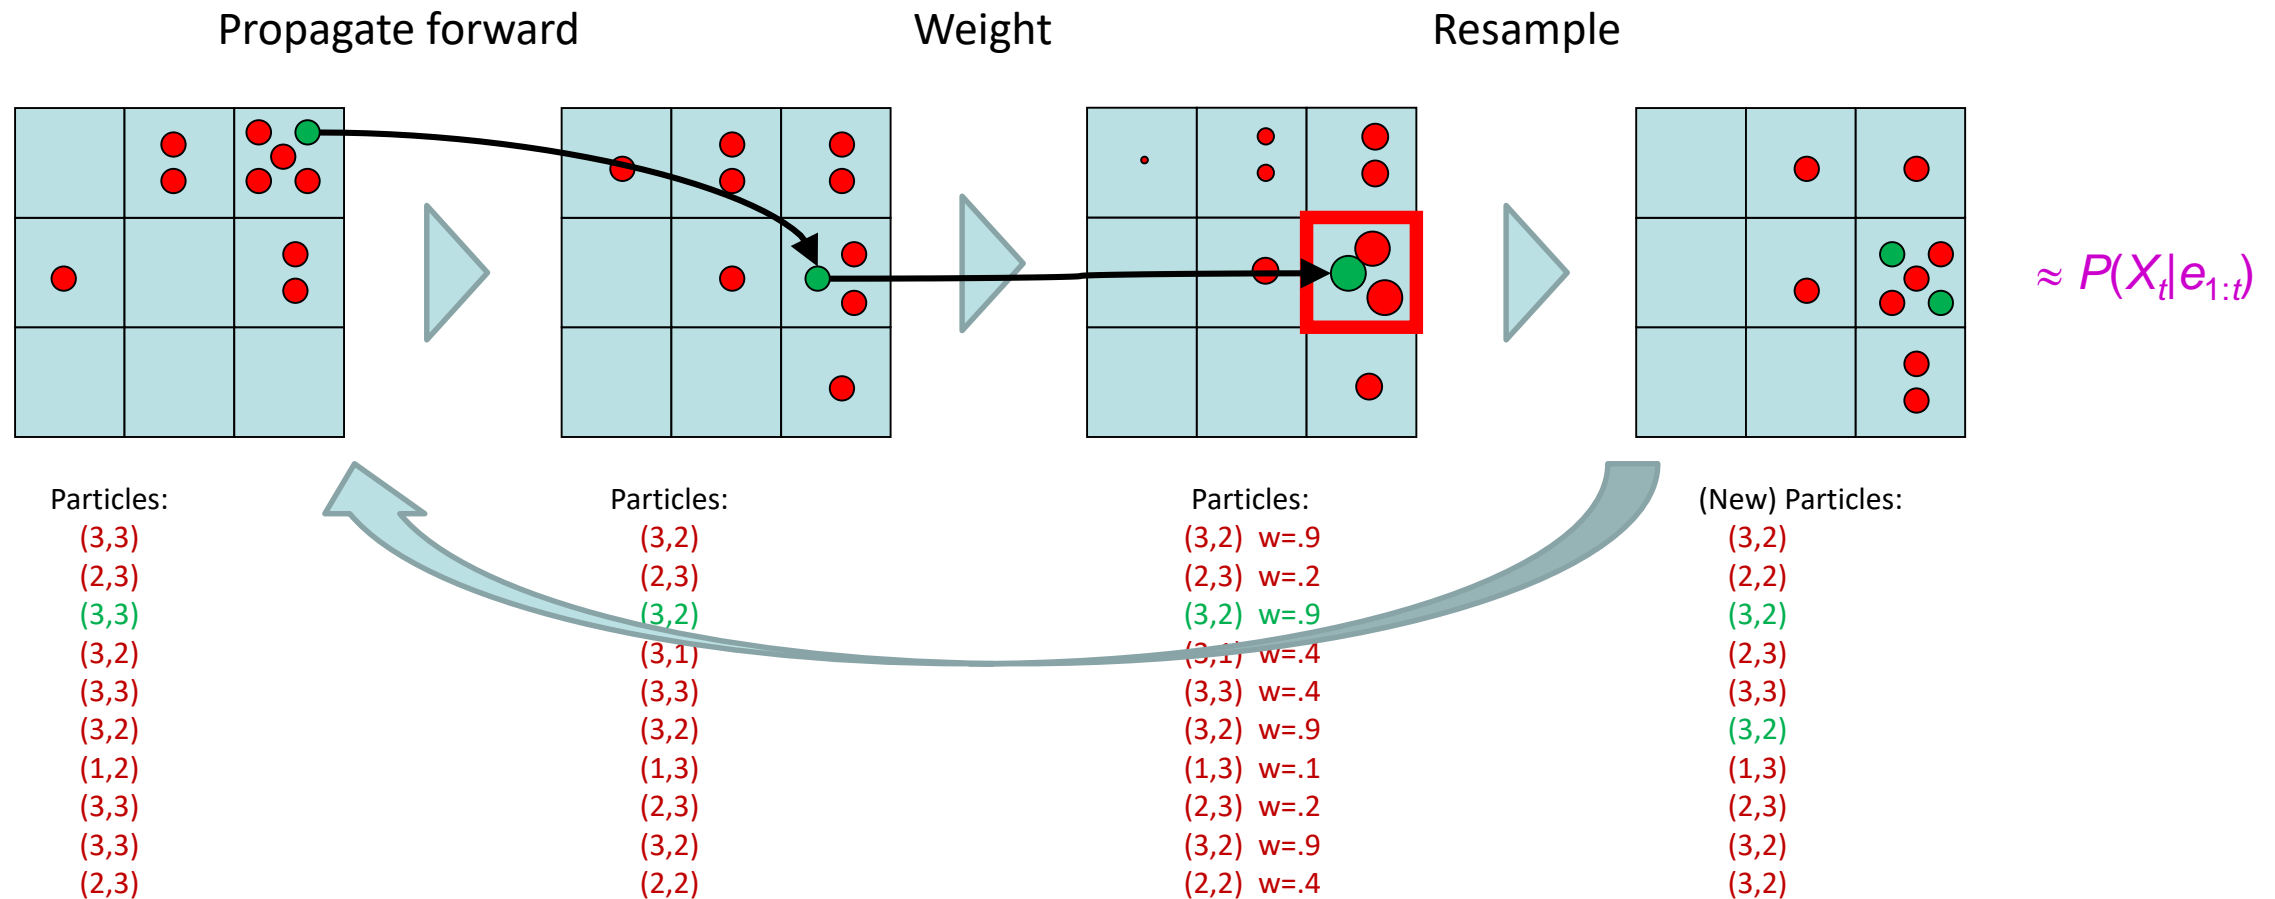 Propagate forward
Weight
Resample
≈ P(Xt|e1:t)
Particles:
(3,3)
(2,3)
(3,3)
(3,2)
(3,3)
(3,2)
(1,2)
(3,3)
(3,3)
(2,3)
Particles:
(3,2)
(2,3)
(3,2)
(3,1)
(3,3)
(3,2)
(1,3)
(2,3)
(3,2)
(2,2)
Particles:
(3,2) w=.9
(2,3) w=.2
(3,2) w=.9
(3,1) w=.4
(3,3) w=.4
(3,2) w=.9
(1,3) w=.1
(2,3) w=.2
(3,2) w=.9
(2,2) w=.4
(New) Particles:
(3,2)
(2,2)
(3,2)
(2,3)
(3,3)
(3,2)
(1,3)
(2,3)
(3,2)
(3,2)